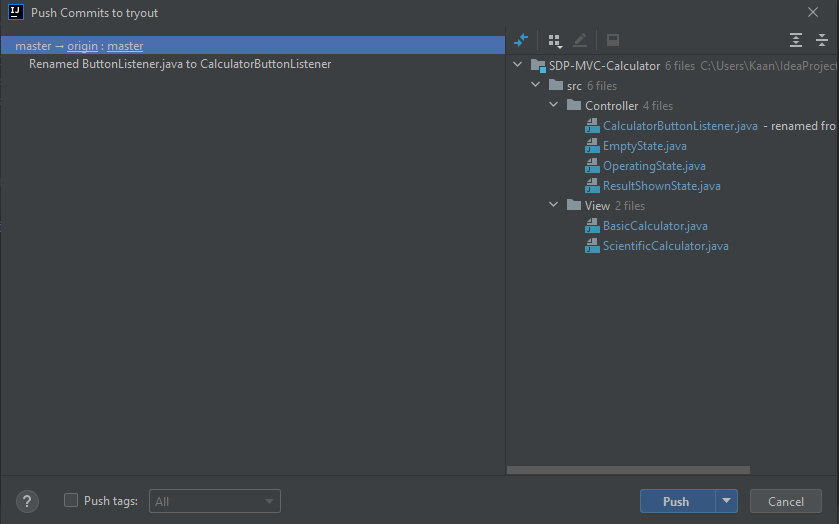 Push Commits to tryout
master → origin : master
Renamed ButtonListener.java to CalculatorButtonListener
SDP-MVC-Calculator 6 files C:\Users\Kaan\IdeaProject
src 6 files
Controller 4 files
CalculatorButtonListener.java - renamed fro
EmptyState.java
OperatingState.java
ResultShownState.java
View 2 files
BasicCalculator.java
ScientificCalculator.java
? Push tags: All Push Cancel